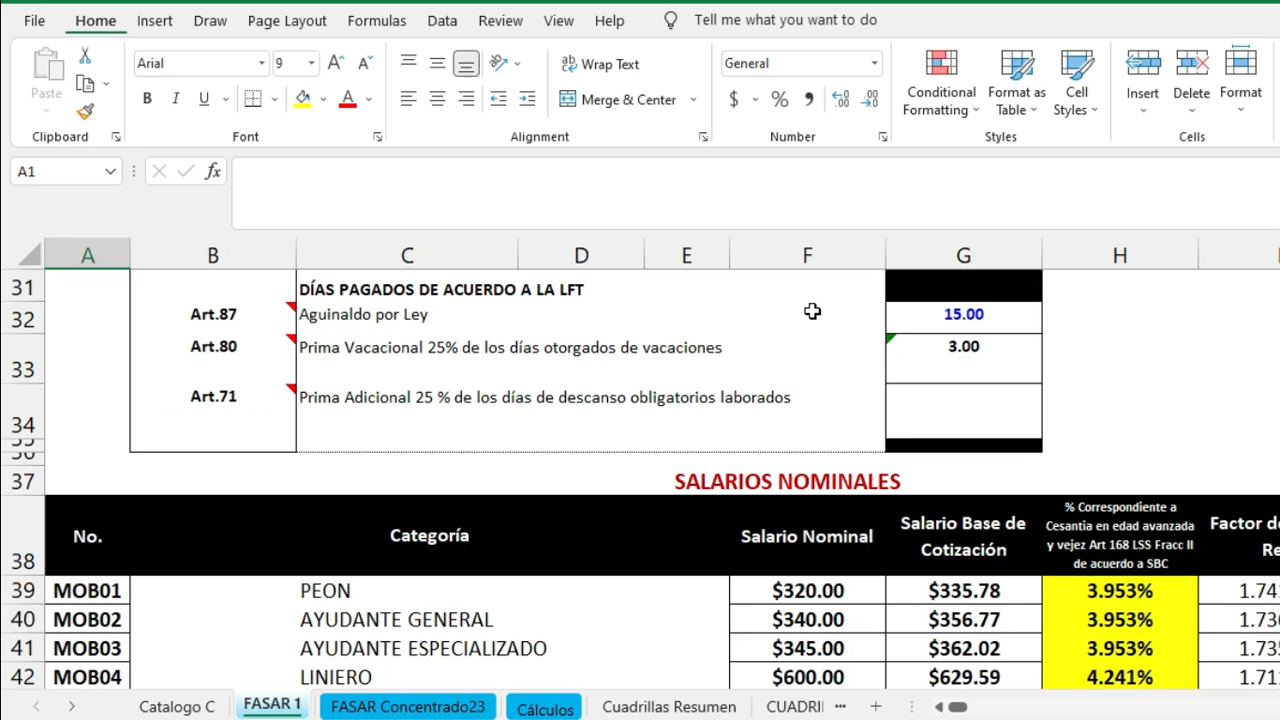 File Home Insert Draw Page Layout Formulas Data Review View Help Tell me what you want to do
Paste
Clipboard
Arial 9 A A
B I U A
Font
ab Wrap Text
Merge & Center
Alignment
General
$ % ,
Number
Conditional Formatting
Format as Table
Cell Styles
Styles
Insert Delete Format
Cells
A1 fx
A B C D E F G H
31 DÍAS PAGADOS DE ACUERDO A LA LFT
32 Art.87 Aguinaldo por Ley 15.00
33 Art.80 Prima Vacacional 25% de los días otorgados de vacaciones 3.00
34 Art.71 Prima Adicional 25 % de los días de descanso obligatorios laborados
37 SALARIOS NOMINALES
38 No. Categoría Salario Nominal Salario Base de Cotización % Correspondiente a Cesantia en edad avanzada y vejez Art 168 LSS Fracc II de acuerdo a SBC Factor
39 MOB01 PEON $320.00 $335.78 3.953%
40 MOB02 AYUDANTE GENERAL $340.00 $356.77 3.953%
41 MOB03 AYUDANTE ESPECIALIZADO $345.00 $362.02 3.953%
42 MOB04 LINIERO $600.00 $629.59 4.241%
Catalogo C FASAR 1 FASAR Concentrado23 Cálculos Cuadrillas Resumen CUADRI ... +